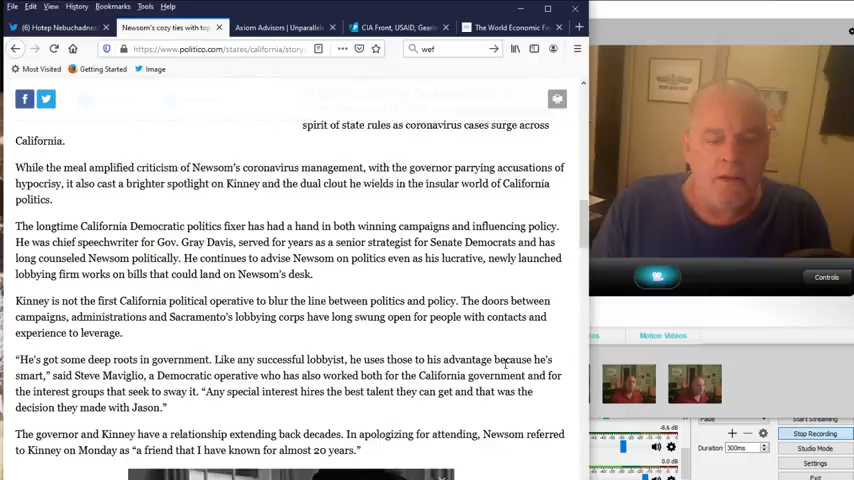 File Edit View History Bookmarks Tools Help
(6) Hotep Nebuchadnez
Newsom's cozy ties with top
Axiom Advisors | Unparallele
CIA Front, USAID, Gearin
The World Economic Fo
https://www.politico.com/states/california/story
wef
Most Visited
Getting Started
Image
spirit of state rules as coronavirus cases surge across
California.
While the meal amplified criticism of Newsom's coronavirus management, with the governor parrying accusations of
hypocrisy, it also cast a brighter spotlight on Kinney and the dual clout he wields in the insular world of California
politics.
The longtime California Democratic politics fixer has had a hand in both winning campaigns and influencing policy.
He was chief speechwriter for Gov. Gray Davis, served for years as a senior strategist for Senate Democrats and has
long counseled Newsom politically. He continues to advise Newsom on politics even as his lucrative, newly launched
lobbying firm works on bills that could land on Newsom's desk.
Kinney is not the first California political operative to blur the line between politics and policy. The doors between
campaigns, administrations and Sacramento's lobbying corps have long swung open for people with contacts and
experience to leverage.
“He's got some deep roots in government. Like any successful lobbyist, he uses those to his advantage because he's
smart,” said Steve Maviglio, a Democratic operative who has also worked both for the California government and for
the interest groups that seek to sway it. “Any special interest hires the best talent they can get and that was the
decision they made with Jason.”
The governor and Kinney have a relationship extending back decades. In apologizing for attending, Newsom referred
to Kinney on Monday as “a friend that I have known for almost 20 years.”
Controls
Motion Videos
-8.6 dB
0.0 dB
Duration 300ms
Start Streaming
Stop Recording
Studio Mode
Settings
Exit